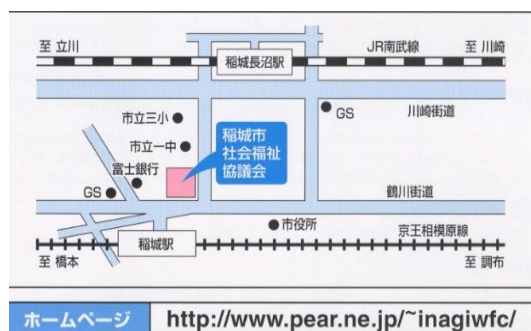 至 立川
JR南武線
至 川崎
稲城長沼駅
市立三小
GS
川崎街道
市立一中
稲城市
社会福祉
協議会
富士銀行
GS
鶴川街道
市役所
京王相模原線
稲城駅
至 橋本
至 調布
ホームページ
http://www.pear.ne.jp/~inagiwfc/